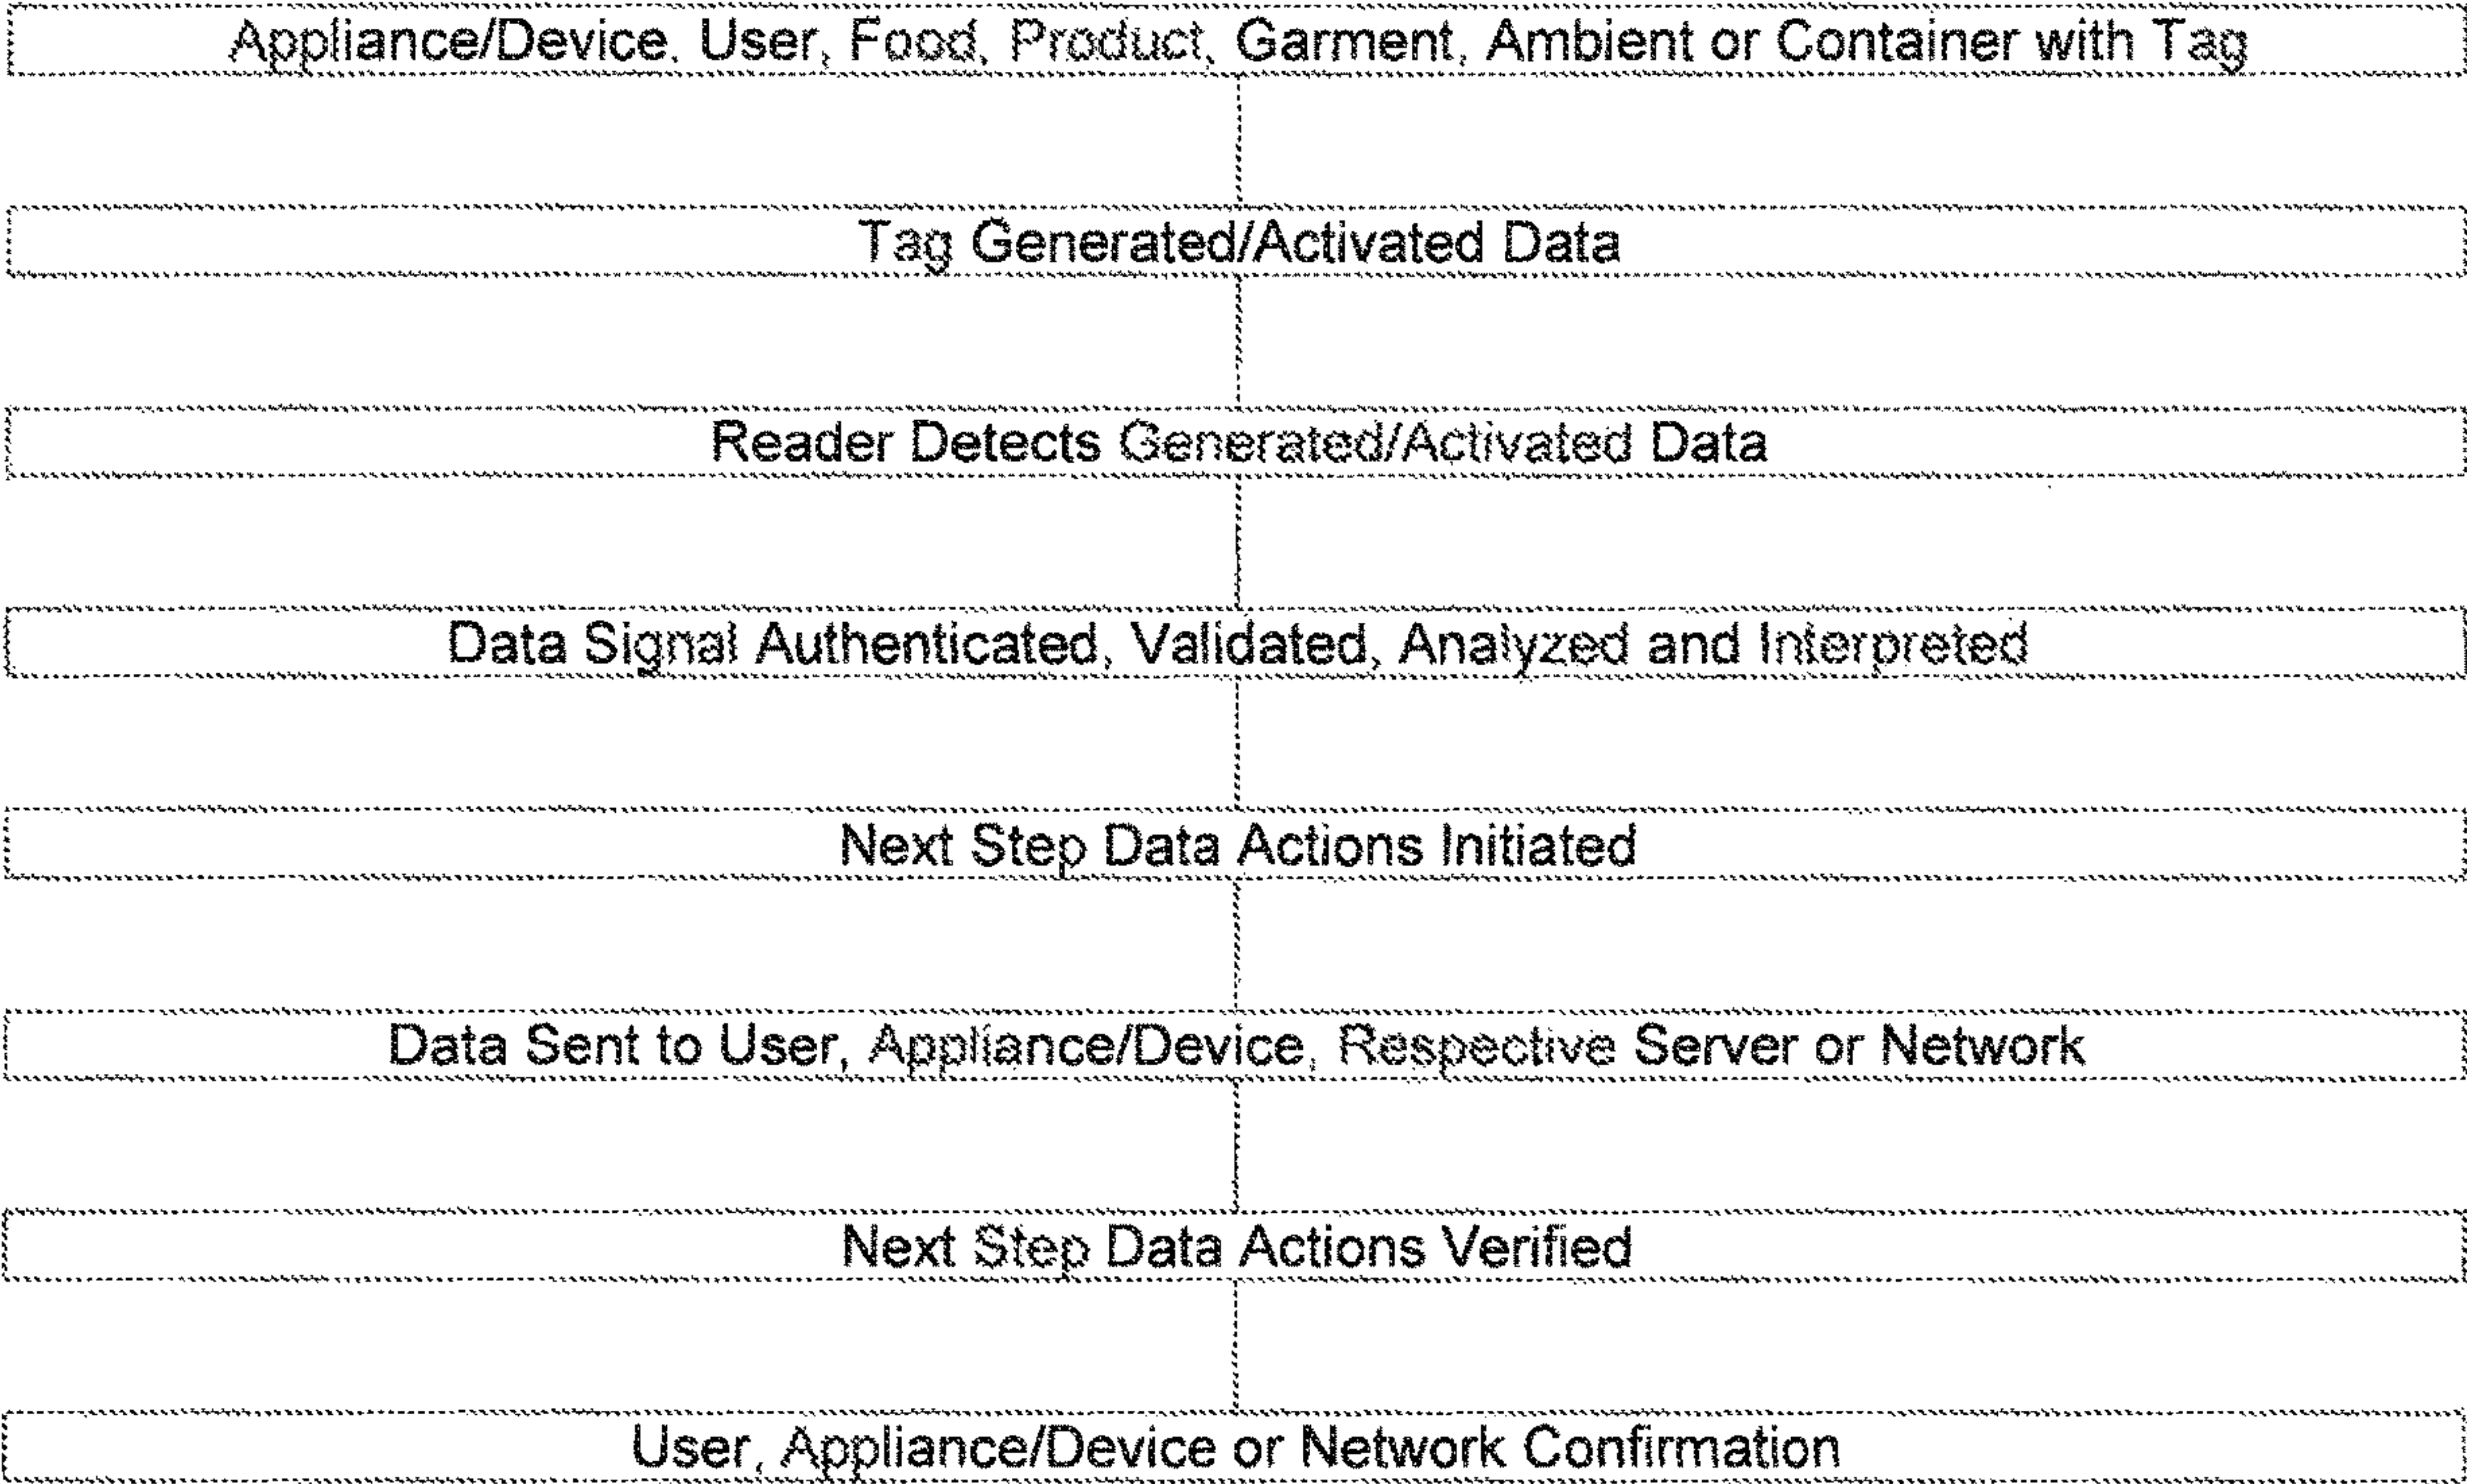 Appliance/Device, User, Food, Product, Garment, Ambient or Container with Tag
Tag Generated/Activated Data
Reader Detects Generated/Activated Data
Data Signal Authenticated, Validated, Analyzed and Interpreted
Next Step Data Actions Initiated
Data Sent to User, Appliance/Device, Respective Server or Network
Next Step Data Actions Verified
User, Appliance/Device or Network Confirmation